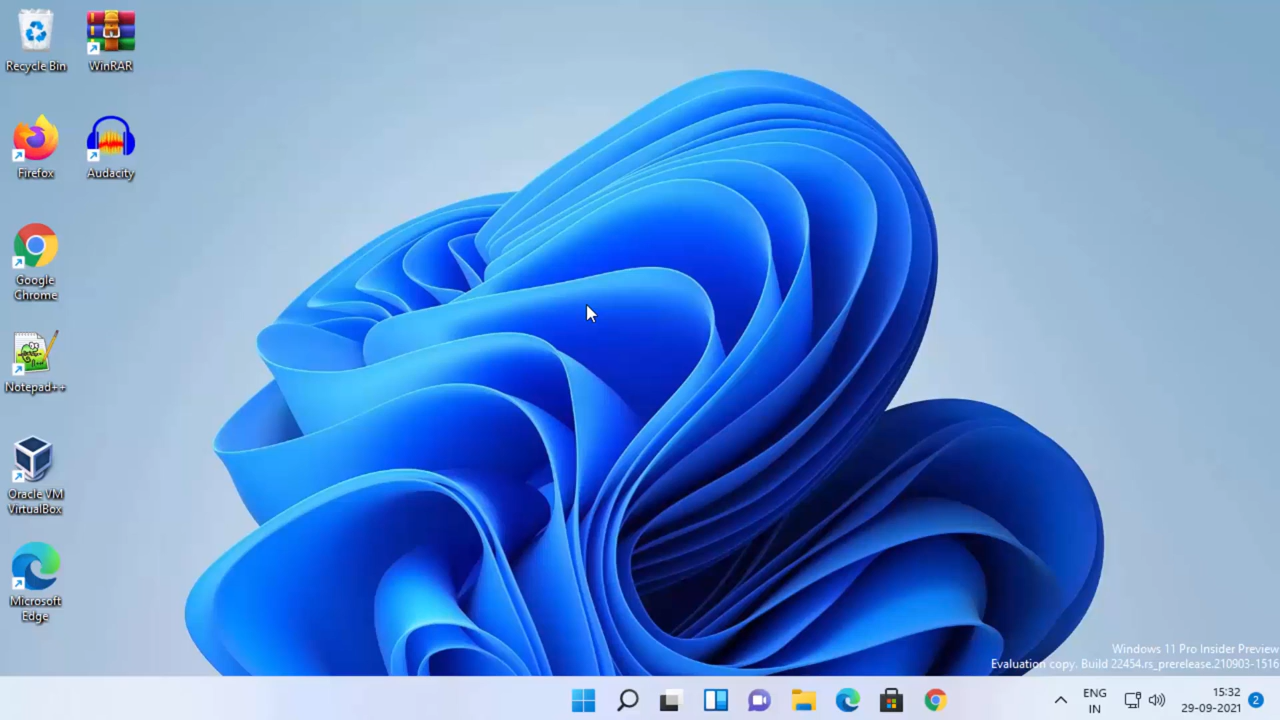 Recycle Bin
WinRAR
Firefox
Audacity
Google
Chrome
Notepad++
Oracle VM
VirtualBox
Microsoft
Edge
Windows 11 Pro Insider Preview
Evaluation copy. Build 22454.rs_prerelease.210903-1516
ENG
IN
15:32
29-09-2021
2